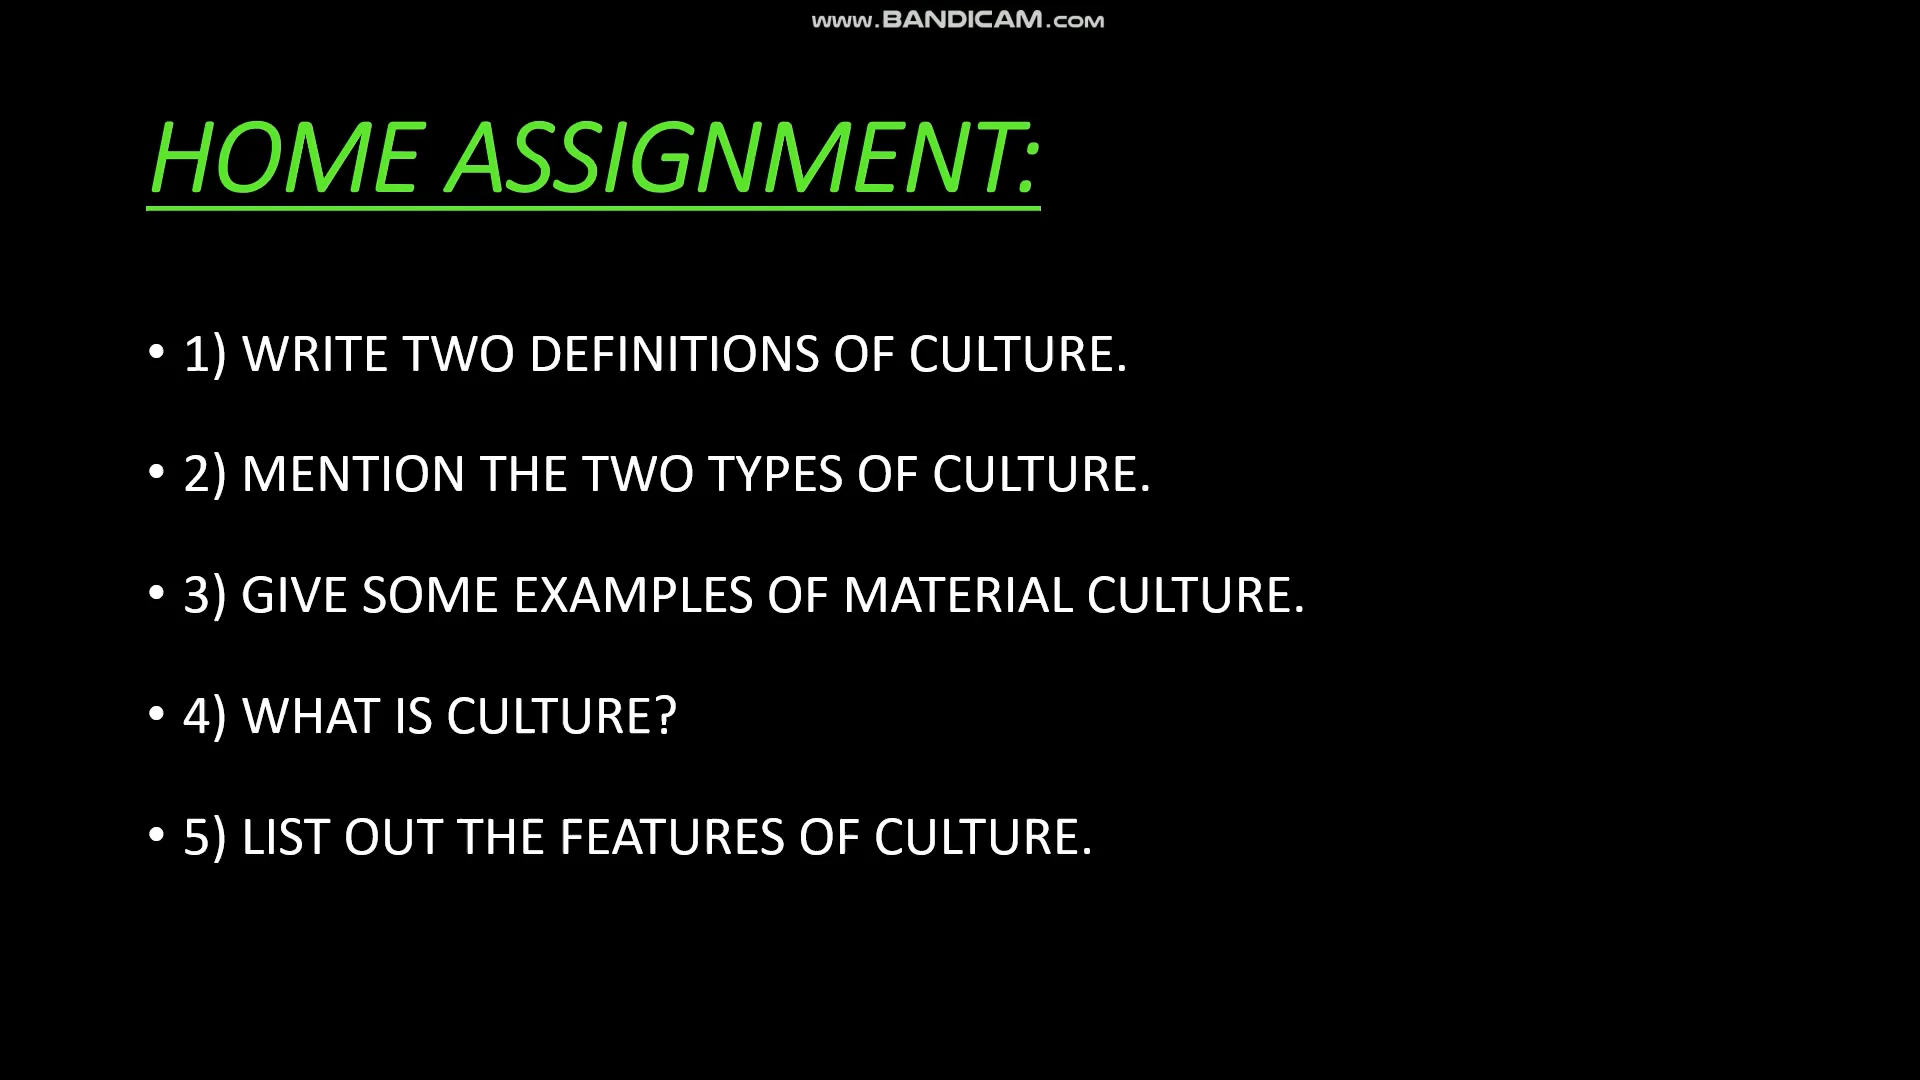 www.BANDICAM.com
HOME ASSIGNMENT:
• 1) WRITE TWO DEFINITIONS OF CULTURE.
• 2) MENTION THE TWO TYPES OF CULTURE.
• 3) GIVE SOME EXAMPLES OF MATERIAL CULTURE.
• 4) WHAT IS CULTURE?
• 5) LIST OUT THE FEATURES OF CULTURE.